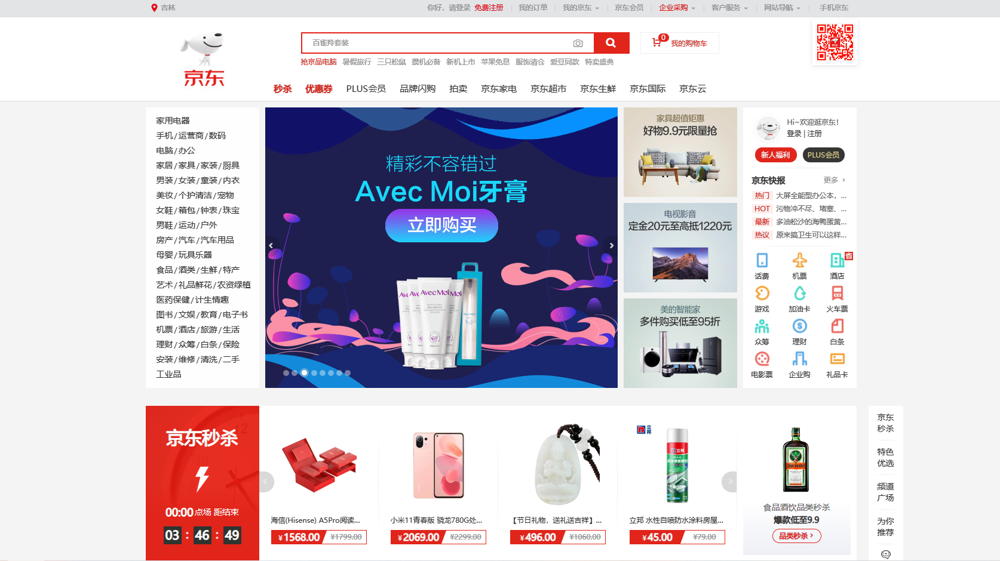 吉林
你好，请登录 免费注册 我的订单 我的京东 京东会员 企业采购 客户服务 网站导航 手机京东
京东
百雀羚套装
0 我的购物车
抢京品电脑 暑假旅行 三只松鼠 攒机必备 新机上市 苹果免息 服饰清仓 爱豆同款 特卖盛典
秒杀 优惠券 PLUS会员 品牌闪购 拍卖 京东家电 京东超市 京东生鲜 京东国际 京东云
家用电器
手机/运营商/数码
电脑/办公
家居/家具/家装/厨具
男装/女装/童装/内衣
美妆/个护清洁/宠物
女鞋/箱包/钟表/珠宝
男鞋/运动/户外
房产/汽车/汽车用品
母婴/玩具乐器
食品/酒类/生鲜/特产
艺术/礼品鲜花/农资绿植
医药保健/计生情趣
图书/文娱/教育/电子书
机票/酒店/旅游/生活
理财/众筹/白条/保险
安装/维修/清洗/二手
工业品
精彩不容错过
Avec Moi牙膏
立即购买
Avec Moi
家具超值钜惠
好物9.9元限量抢
电视影音
定金20元至高抵1220元
美的智能家
多件购买低至95折
Hi~欢迎逛京东！
登录 | 注册
新人福利 PLUS会员
京东快报 更多 ›
热门 大屏全能型办公本，...
HOT 污物冲不尽、堵塞、...
最新 多油松沙的海鸭蛋黄...
热议 原来搞卫生可以这样...
省
话费 机票 酒店
游戏 加油卡 火车票
众筹 理财 白条
电影票 企业购 礼品卡
京东秒杀
00:00 点场 距结束
03 : 46 : 49
海信(Hisense) A5Pro阅读...
¥1568.00 ¥1799.00
小米11青春版 骁龙780G处...
¥2069.00 ¥2299.00
【节日礼物，送礼送吉祥】...
¥496.00 ¥1060.00
立邦
立邦
立邦 水性自喷防水涂料房屋...
¥45.00 ¥79.00
食品酒饮品类秒杀
爆款低至9.9
品类秒杀 ›
京东
秒杀
特色
优选
频道
广场
为你
推荐